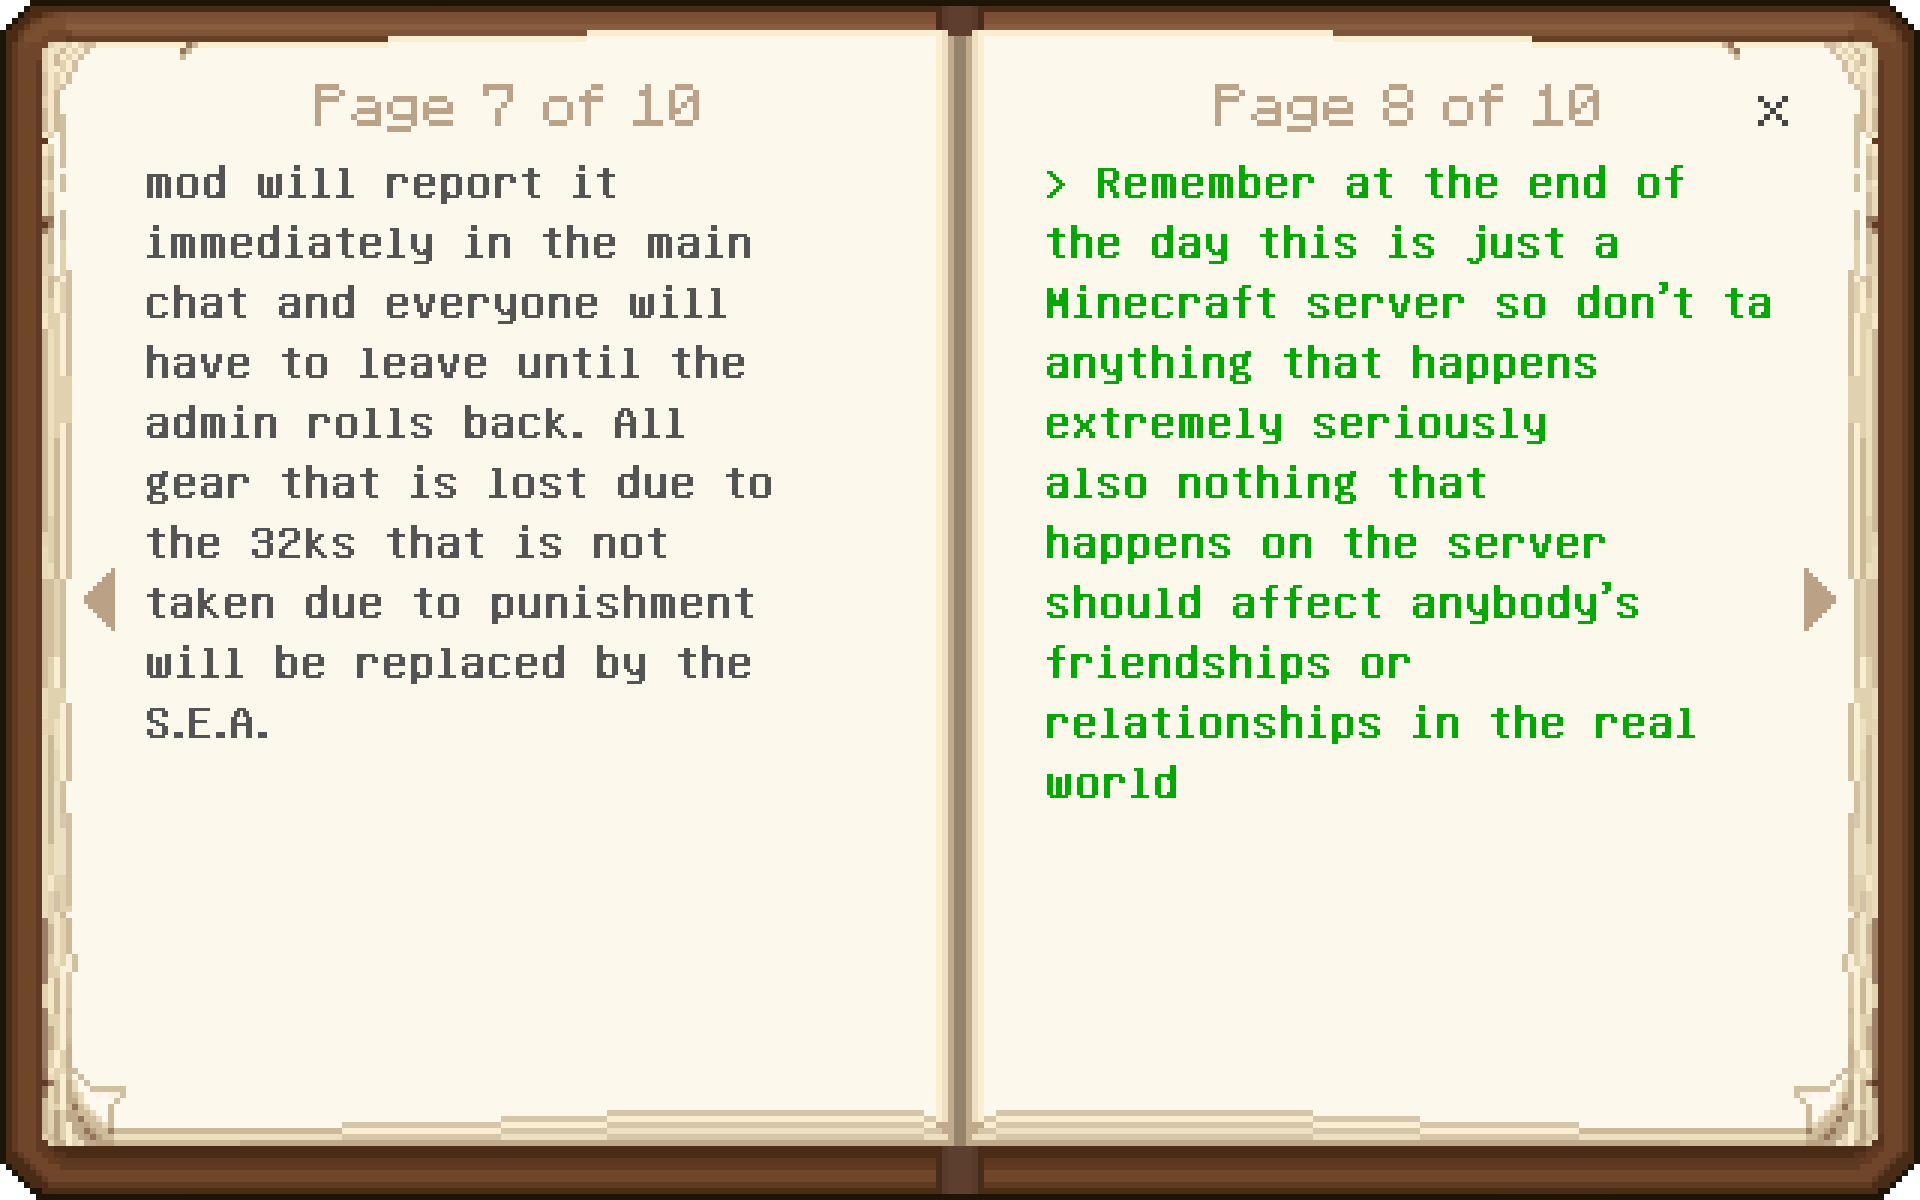 Page 7 of 10
mod will report it
immediately in the main
chat and everyone will
have to leave until the
admin rolls back. All
gear that is lost due to
the 32ks that is not
taken due to punishment
will be replaced by the
S.E.A.
Page 8 of 10
x
> Remember at the end of
the day this is just a
Minecraft server so don't ta
anything that happens
extremely seriously
also nothing that
happens on the server
should affect anybody's
friendships or
relationships in the real
world